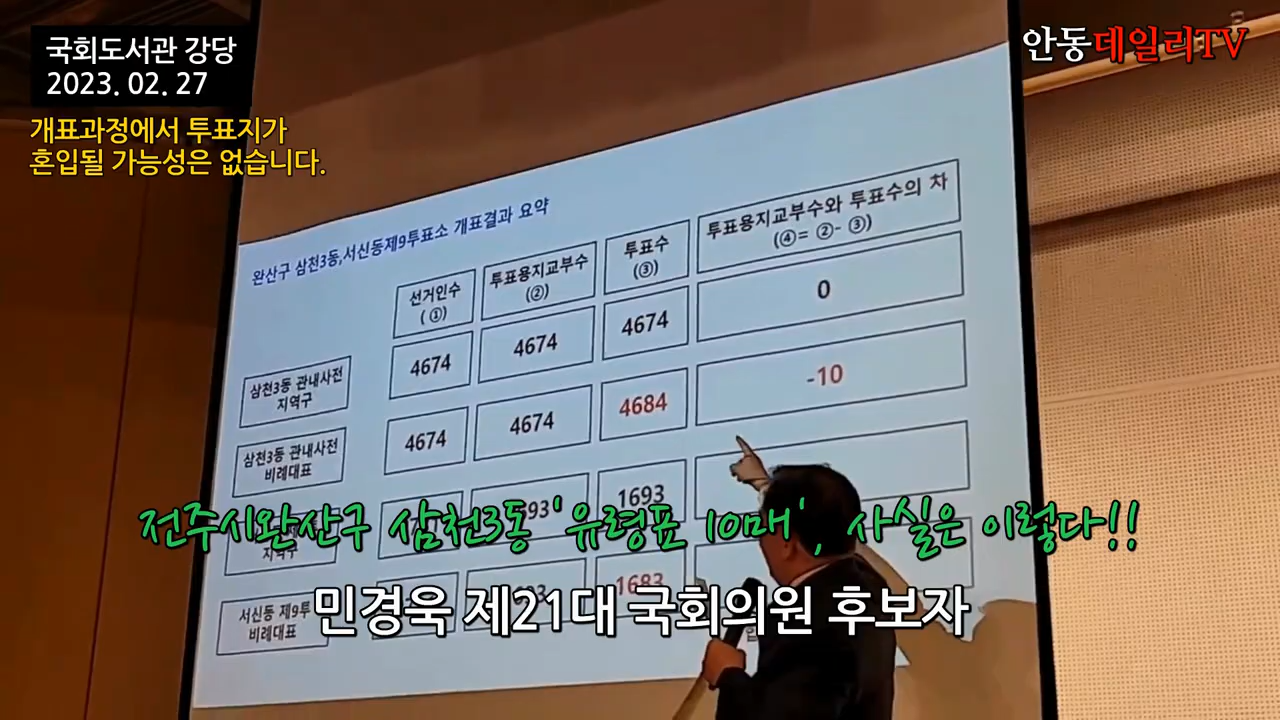 국회도서관 강당
2023. 02. 27
안동데일리TV
개표과정에서 투표지가
혼입될 가능성은 없습니다.
완산구 삼천3동,서신동제9투표소 개표결과 요약
선거인수
( ①)
투표용지교부수
(②)
투표수
(③)
투표용지교부수와 투표수의 차
(④= ②- ③)
삼천3동 관내사전
지역구
4674
4674
4674
0
삼천3동 관내사전
비례대표
4674
4674
4684
-10
지역구
1693
전주시완산구 삼천3동 '유령표 10매', 사실은 이렇다!!
서신동 제9투
비례대표
1683
민경욱 제21대 국회의원 후보자